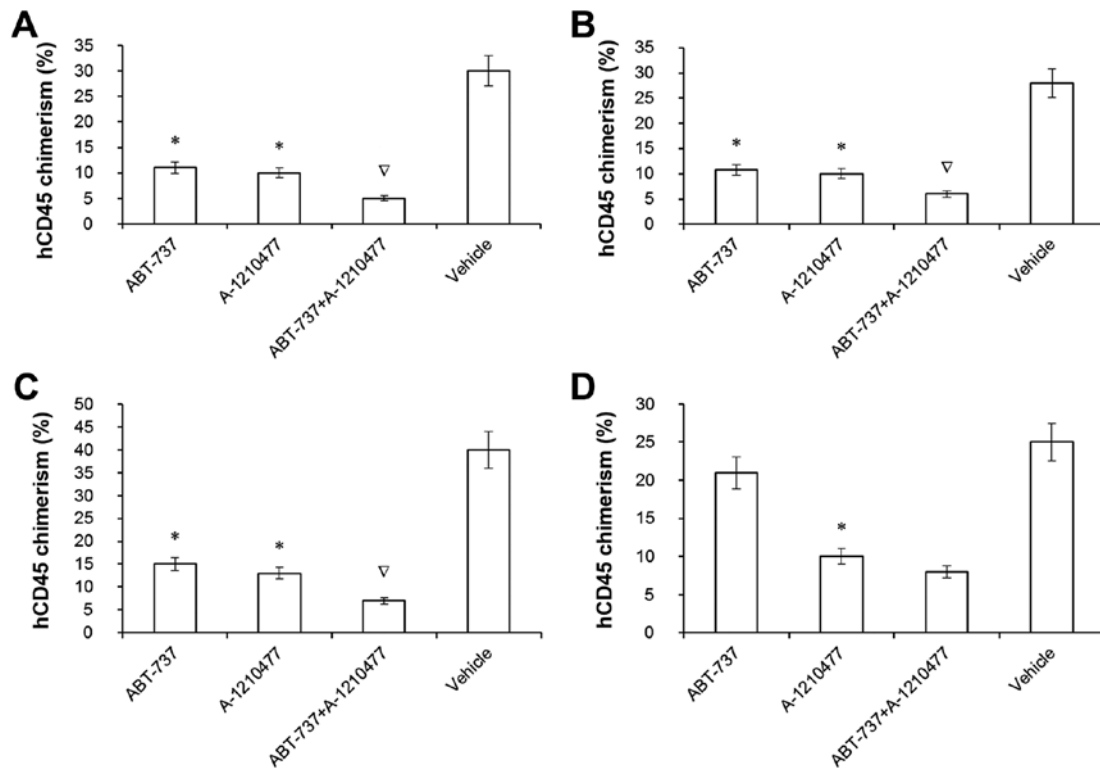 A
hCD45 chimerism (%)
35
30
25
20
15
10
5
0
*
*
▽
ABT-737
A-1210477
ABT-737+A-1210477
Vehicle
B
hCD45 chimerism (%)
35
30
25
20
15
10
5
0
*
*
▽
ABT-737
A-1210477
ABT-737+A-1210477
Vehicle
C
hCD45 chimerism (%)
50
45
40
35
30
25
20
15
10
5
0
*
*
▽
ABT-737
A-1210477
ABT-737+A-1210477
Vehicle
D
hCD45 chimerism (%)
30
25
20
15
10
5
0
*
ABT-737
A-1210477
ABT-737+A-1210477
Vehicle